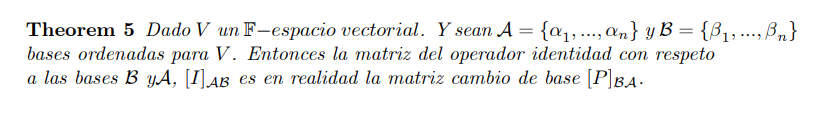 Theorem 5 Dado V un 𝔽−espacio vectorial. Y sean 𝒜 = {α₁, ..., αₙ} y ℬ = {β₁, ..., βₙ}
bases ordenadas para V. Entonces la matriz del operador identidad con respeto
a las bases ℬ y𝒜, [I]_{𝒜ℬ} es en realidad la matriz cambio de base [P]_{ℬ𝒜}.